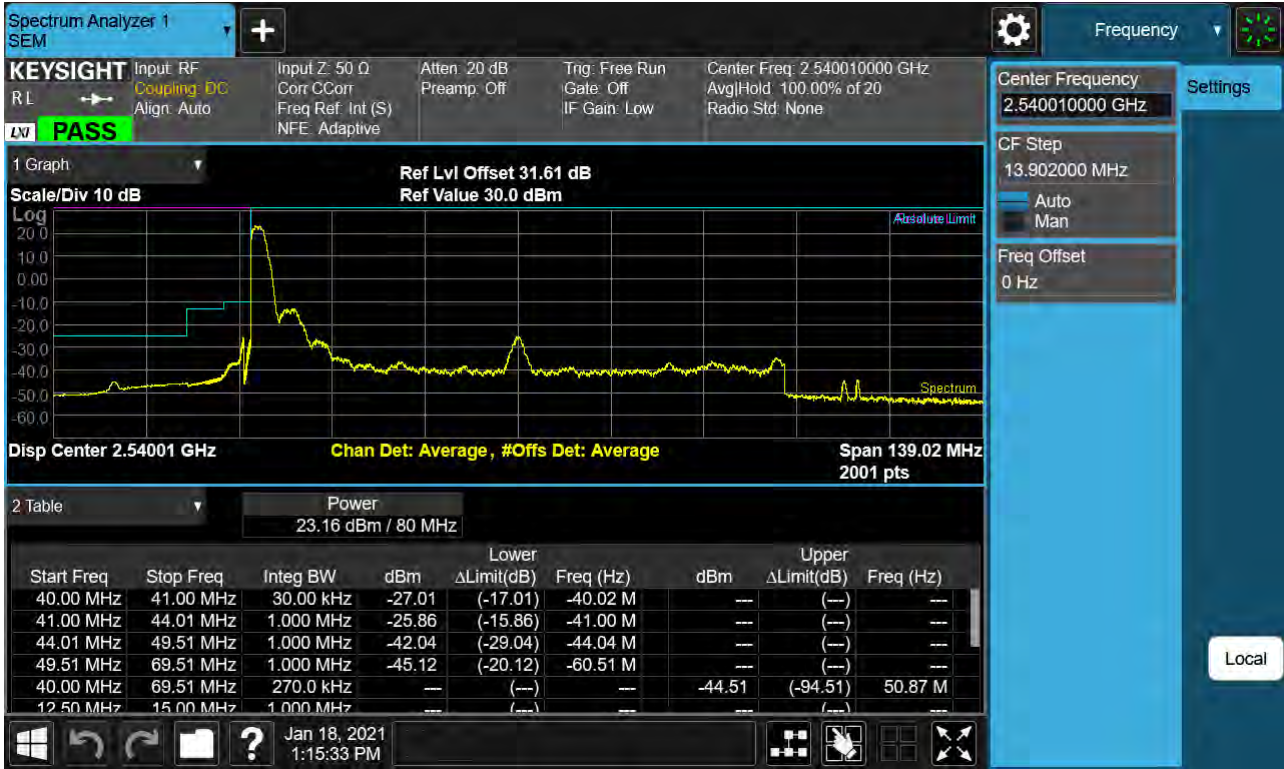 Spectrum Analyzer 1
SEM
+
Frequency
KEYSIGHT
R L
LXI PASS
Input: RF
Coupling: DC
Align: Auto
Input Z: 50 Ω
Corr CCorr
Freq Ref: Int (S)
NFE: Adaptive
Atten: 20 dB
Preamp: Off
Trig: Free Run
Gate: Off
IF Gain: Low
Center Freq: 2.540010000 GHz
Avg|Hold: 100.00% of 20
Radio Std: None
Center Frequency
2.540010000 GHz
Settings
CF Step
13.902000 MHz
Auto
Man
Freq Offset
0 Hz
1 Graph
Scale/Div 10 dB
Ref Lvl Offset 31.61 dB
Ref Value 30.0 dBm
Log
Absolute Limit
20.0
10.0
0.00
-10.0
-20.0
-30.0
-40.0
-50.0
-60.0
Spectrum
Disp Center 2.54001 GHz
Chan Det: Average, #Offs Det: Average
Span 139.02 MHz
2001 pts
2 Table
Power
23.16 dBm / 80 MHz
Lower Upper
Start Freq Stop Freq Integ BW dBm ΔLimit(dB) Freq (Hz) dBm ΔLimit(dB) Freq (Hz)
40.00 MHz 41.00 MHz 30.00 kHz -27.01 (-17.01) -40.02 M --- (---) ---
41.00 MHz 44.01 MHz 1.000 MHz -25.86 (-15.86) -41.00 M --- (---) ---
44.01 MHz 49.51 MHz 1.000 MHz -42.04 (-29.04) -44.04 M --- (---) ---
49.51 MHz 69.51 MHz 1.000 MHz -45.12 (-20.12) -60.51 M --- (---) ---
40.00 MHz 69.51 MHz 270.0 kHz --- (---) --- -44.51 (-94.51) 50.87 M
12.50 MHz 15.00 MHz 1.000 MHz --- (---) --- --- (---) ---
Local
?
Jan 18, 2021
1:15:33 PM